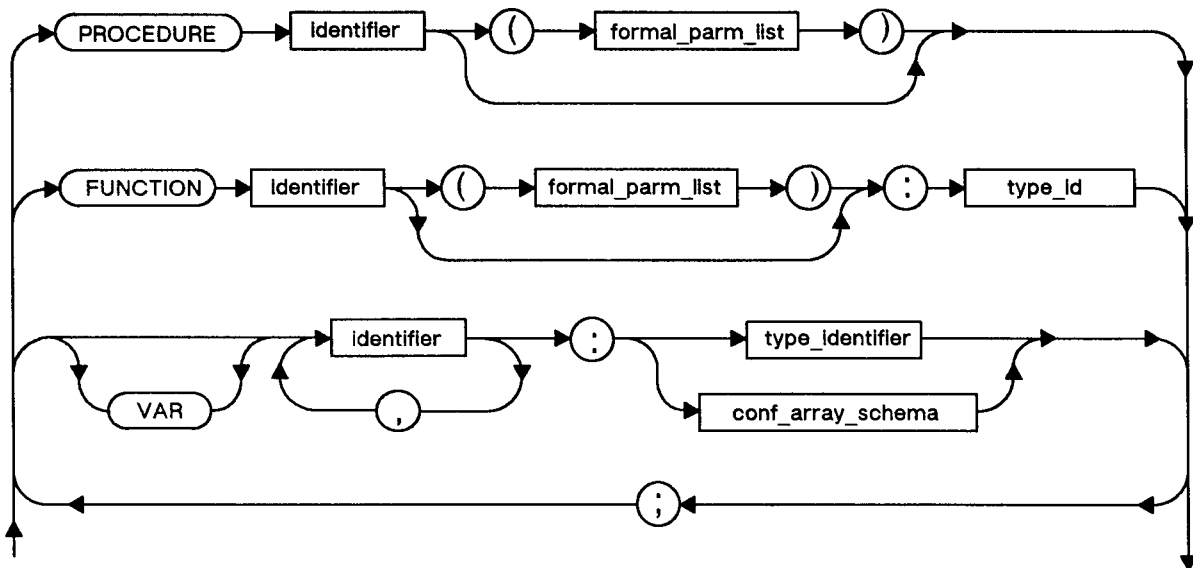 PROCEDURE identifier ( formal_parm_list )
FUNCTION identifier ( formal_parm_list ) : type_id
identifier : type_identifier
VAR , conf_array_schema
;